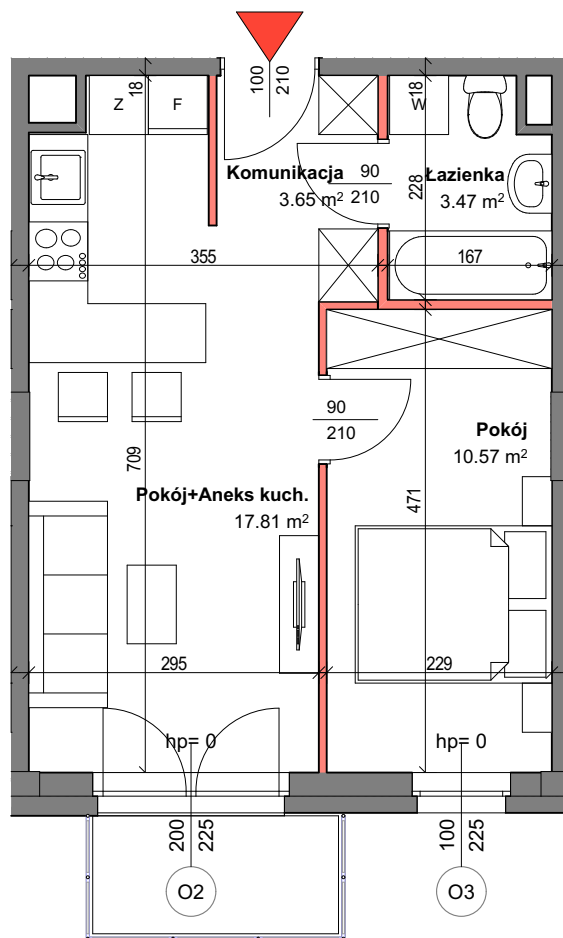 100
210
18
Z
F
W
18
Komunikacja
3.65 m²
90
210
Łazienka
3.47 m²
228
355
167
90
210
Pokój
10.57 m²
709
471
Pokój+Aneks kuch.
17.81 m²
295
229
hp= 0
hp= 0
200
225
100
225
O2
O3